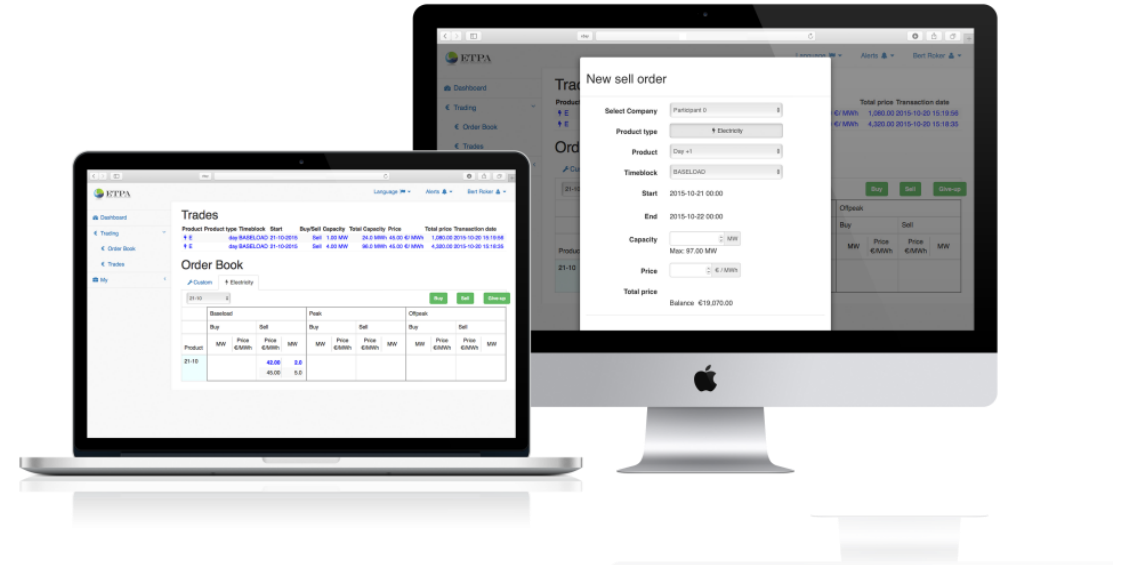 ETPA
Language
Alerts
Bert Roker
Dashboard
Trading
Order Book
Trades
My
Trades
Product Product type Timeblock Start Buy/Sell Capacity Total Capacity Price Total price Transaction date
E day BASELOAD 21-10-2015 Sell 1.00 MW 24.0 MWh 45.00 €/ MWh 1,080.00 2015-10-20 15:18:56
E day BASELOAD 21-10-2015 Sell 4.00 MW 96.0 MWh 45.00 €/ MWh 4,320.00 2015-10-20 15:18:35
Order Book
Custom
Electricity
21-10
Buy
Sell
Give-up
Baseload Peak Offpeak
Buy Sell Buy Sell Buy Sell
Product MW Price €/MWh Price €/MWh MW MW Price €/MWh Price €/MWh MW MW Price €/MWh Price €/MWh MW
21-10 43.00 2.0
45.00 5.0
ETPA
Alerts
Bert Roker
Dashboard
Trading
Order Book
Trades
Product
E
E
Total price Transaction date
€/ MWh 1,080.00 2015-10-20 15:18:56
€/ MWh 4,320.00 2015-10-20 15:18:35
Buy
Sell
Give-up
Offpeak
Buy Sell
MW Price €/MWh Price €/MWh MW
21-10
New sell order
Select Company Participant 0
Product type Electricity
Product Day +1
Timeblock BASELOAD
Start 2015-10-21 00:00
End 2015-10-22 00:00
Capacity MW
Max: 97.00 MW
Price € / MWh
Total price
Balance €19,070.00